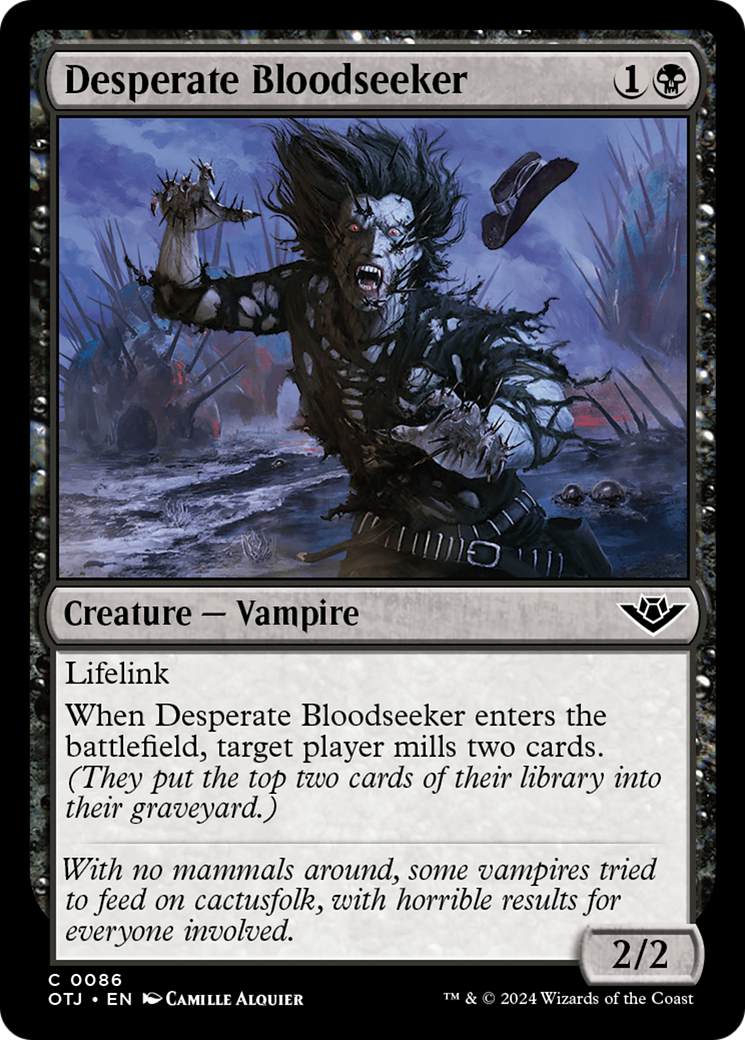 Desperate Bloodseeker 1
Creature — Vampire
Lifelink
When Desperate Bloodseeker enters the
battlefield, target player mills two cards.
(They put the top two cards of their library into
their graveyard.)
With no mammals around, some vampires tried
to feed on cactusfolk, with horrible results for
everyone involved.
2/2
C 0086
OTJ • EN Camille Alquier
™ & © 2024 Wizards of the Coast